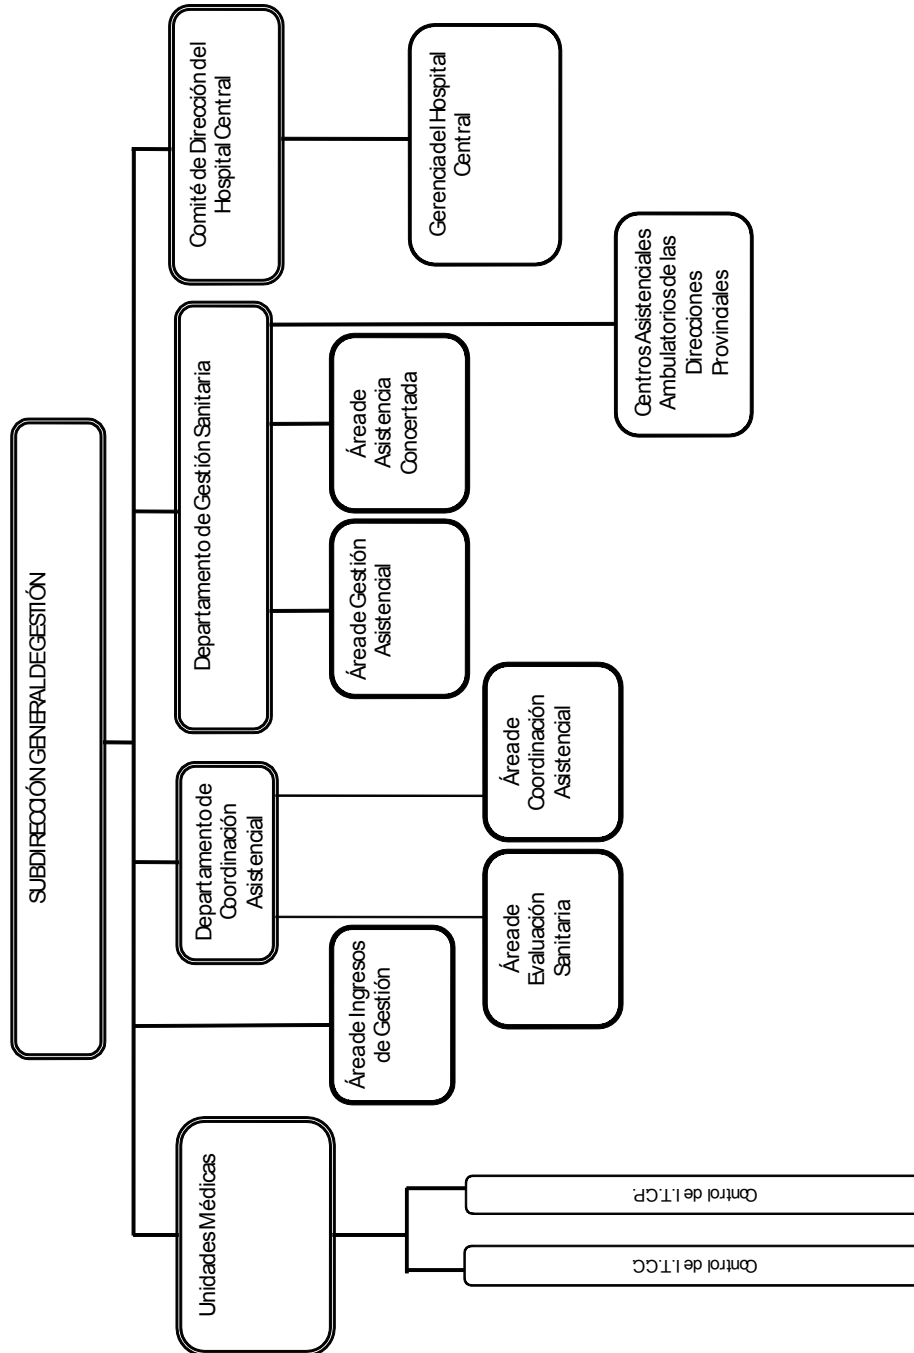 SUBDIRECCIÓN GENERAL DE GESTIÓN
Unidades Médicas
Área de Ingresos
de Gestión
Departamento de
Coordinación
Asistencial
Departamento de Gestión Sanitaria
Comité de Dirección del
Hospital Central
Control de I.T.C.C.
Control de I.T.C.P.
Área de
Evaluación
Sanitaria
Área de
Coordinación
Asistencial
Área de Gestión
Asistencial
Área de
Asistencia
Concertada
Centros Asistenciales
Ambulatorios de las
Direcciones
Provinciales
Gerencia del Hospital
Central